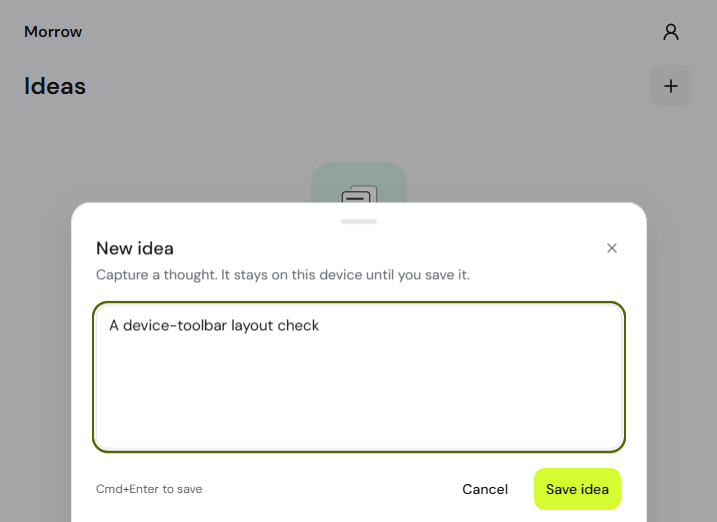 Morrow
Ideas
New idea
Capture a thought. It stays on this device until you save it.
A device-toolbar layout check
Cmd+Enter to save
Cancel
Save idea